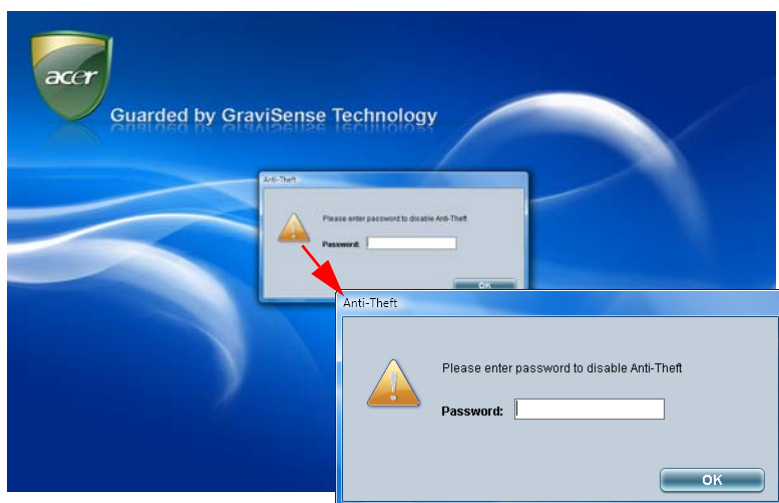 acer
Guarded by GraviSense Technology
Anti-Theft
Please enter password to disable Anti-Theft
Password:
OK
Anti-Theft
Please enter password to disable Anti-Theft
Password:
OK